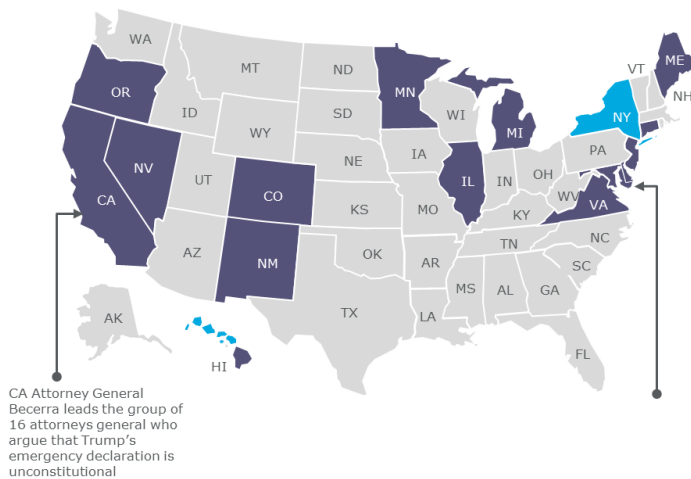 WA
MT
ND
MN
VT
ME
NH
OR
ID
SD
WI
MI
NY
WY
IA
PA
NE
NV
UT
CO
IL
IN
OH
WV
VA
CA
KS
MO
KY
AZ
NM
OK
AR
TN
NC
SC
MS
AL
GA
TX
LA
AK
FL
HI
CA Attorney General
Becerra leads the group of
16 attorneys general who
argue that Trump's
emergency declaration is
unconstitutional